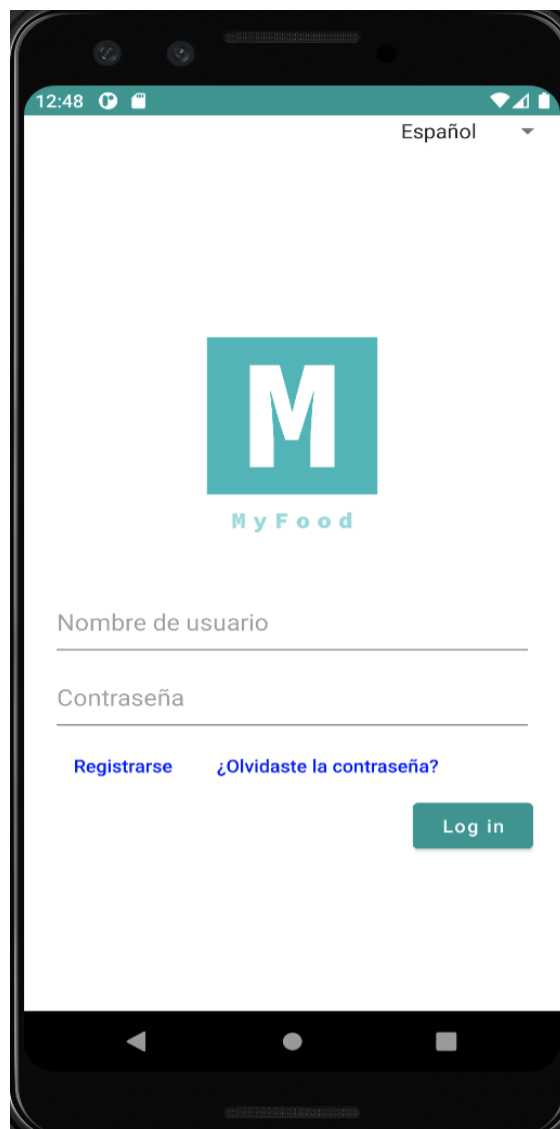 12:48
Español
M
MyFood
Nombre de usuario
Contraseña
Registrarse ¿Olvidaste la contraseña?
Log in